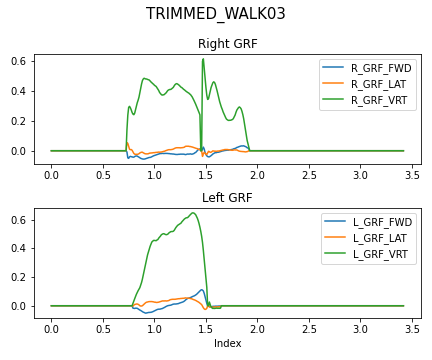 TRIMMED_WALK03
Right GRF
R_GRF_FWD
R_GRF_LAT
R_GRF_VRT
0.6
0.4
0.2
0.0
0.0 0.5 1.0 1.5 2.0 2.5 3.0 3.5
Left GRF
L_GRF_FWD
L_GRF_LAT
L_GRF_VRT
0.6
0.4
0.2
0.0
0.0 0.5 1.0 1.5 2.0 2.5 3.0 3.5
Index